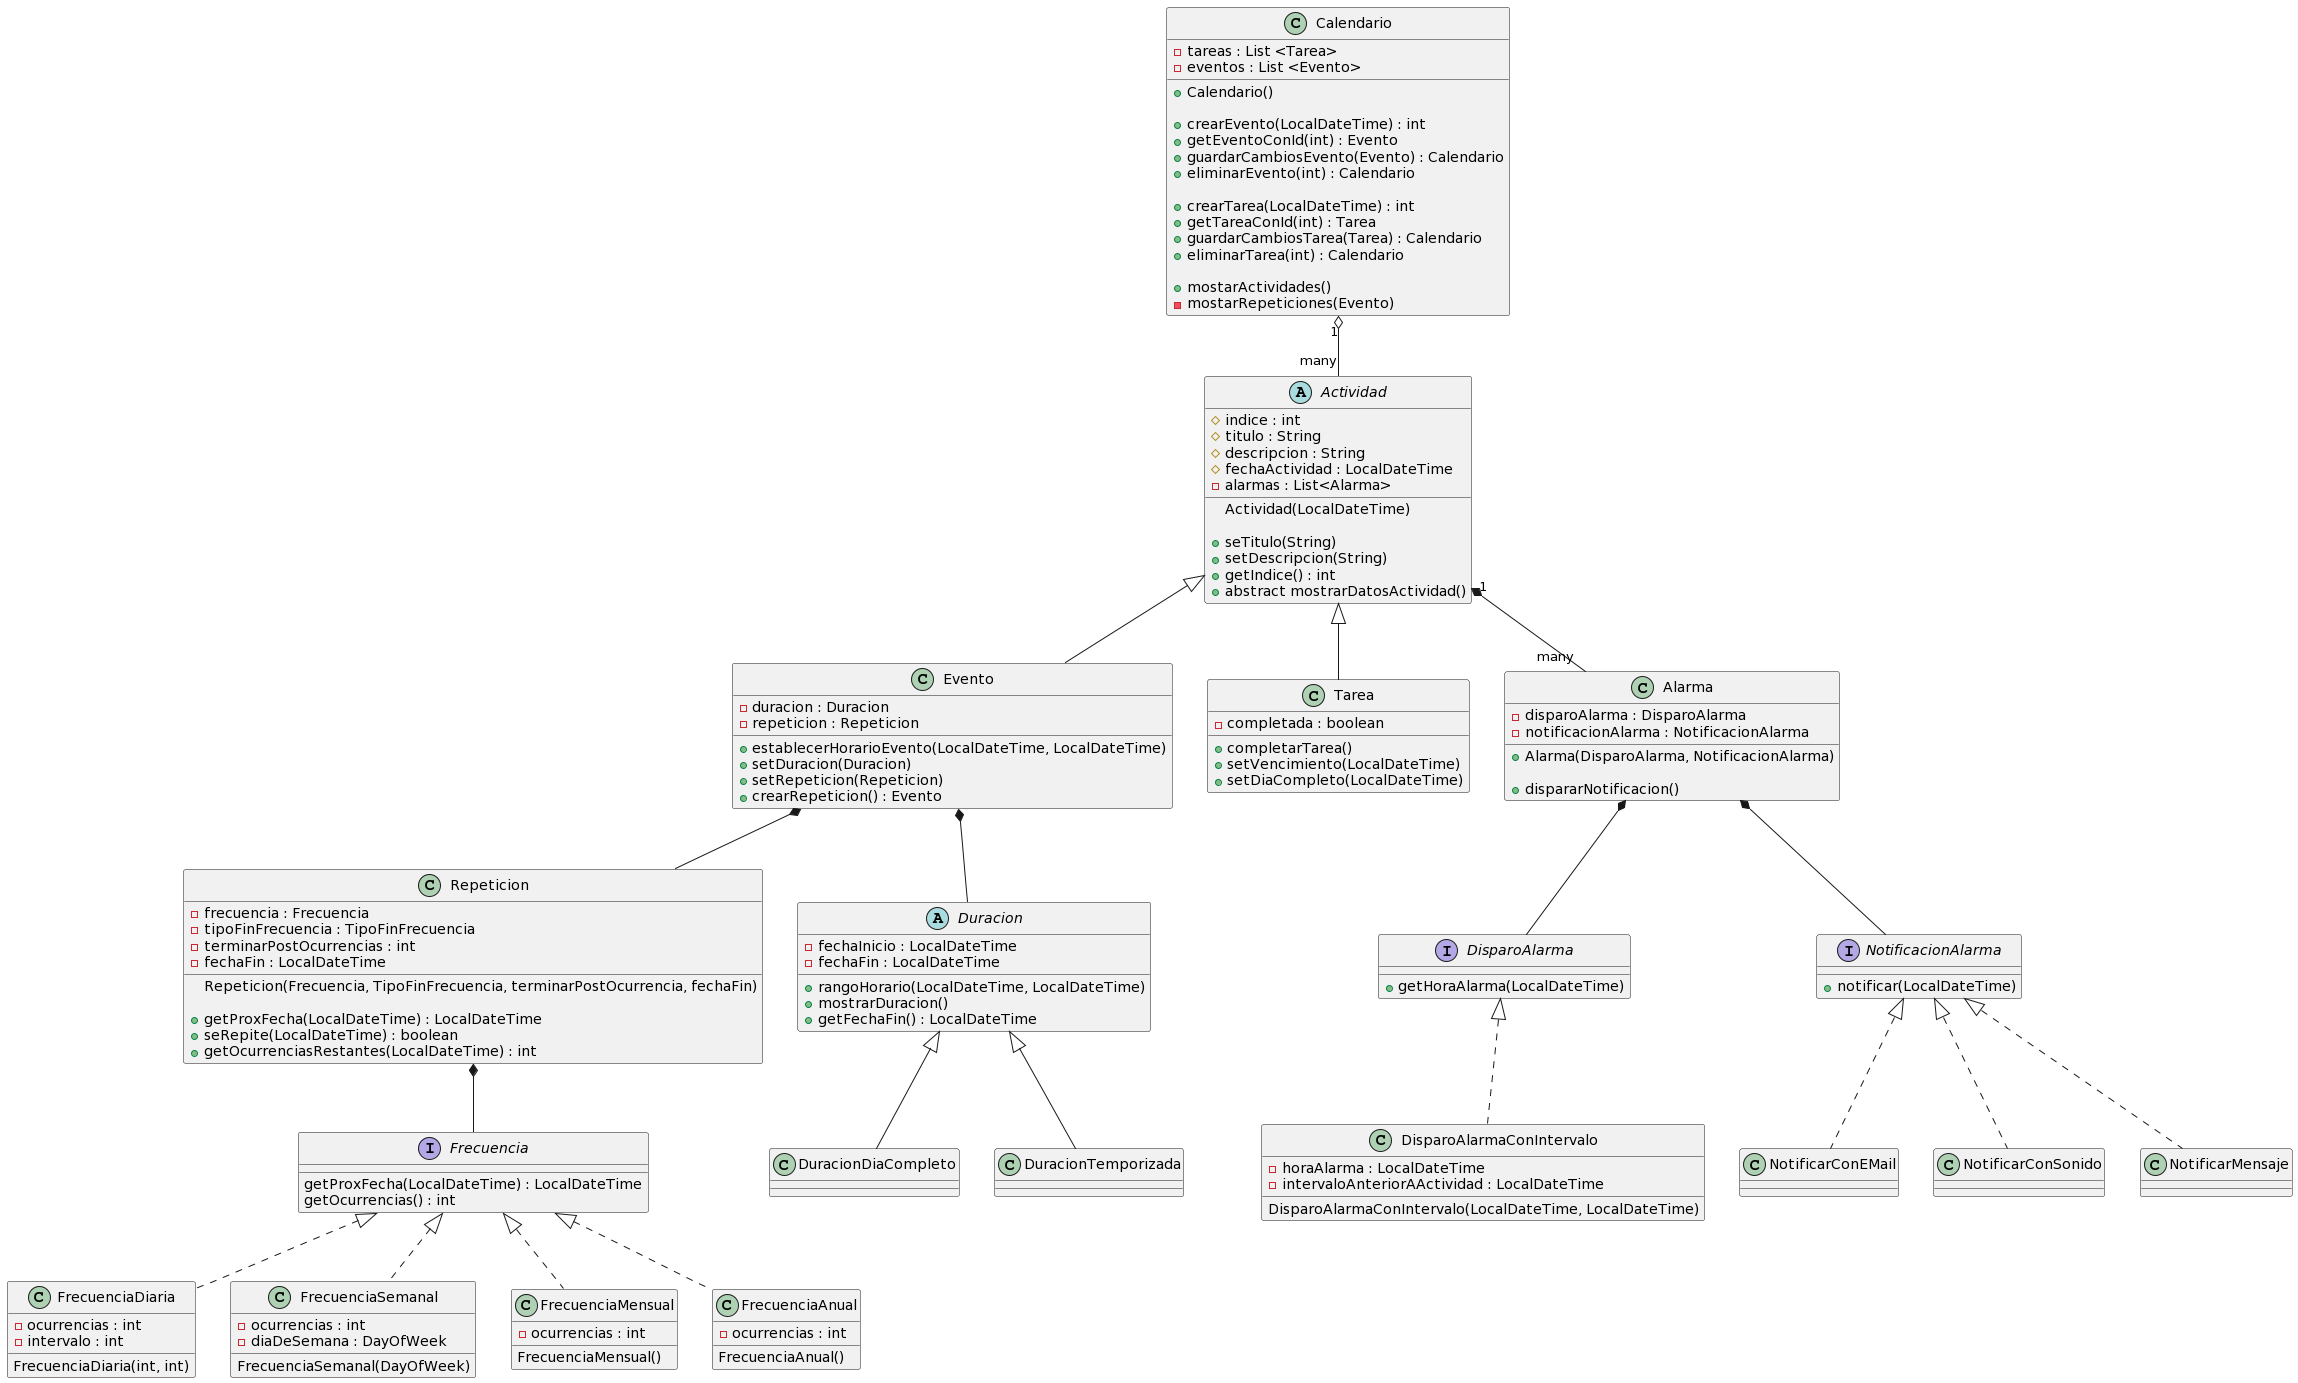 C Calendario
tareas : List <Tarea>
eventos : List <Evento>
Calendario()
crearEvento(LocalDateTime) : int
getEventoConId(int) : Evento
guardarCambiosEvento(Evento) : Calendario
eliminarEvento(int) : Calendario
crearTarea(LocalDateTime) : int
getTareaConId(int) : Tarea
guardarCambiosTarea(Tarea) : Calendario
eliminarTarea(int) : Calendario
mostarActividades()
mostarRepeticiones(Evento)
1
many
A Actividad
indice : int
titulo : String
descripcion : String
fechaActividad : LocalDateTime
alarmas : List<Alarma>
Actividad(LocalDateTime)
seTitulo(String)
setDescripcion(String)
getIndice() : int
abstract mostrarDatosActividad()
1
many
C Evento
duracion : Duracion
repeticion : Repeticion
establecerHorarioEvento(LocalDateTime, LocalDateTime)
setDuracion(Duracion)
setRepeticion(Repeticion)
crearRepeticion() : Evento
C Tarea
completada : boolean
completarTarea()
setVencimiento(LocalDateTime)
setDiaCompleto(LocalDateTime)
C Alarma
disparoAlarma : DisparoAlarma
notificacionAlarma : NotificacionAlarma
Alarma(DisparoAlarma, NotificacionAlarma)
dispararNotificacion()
C Repeticion
frecuencia : Frecuencia
tipoFinFrecuencia : TipoFinFrecuencia
terminarPostOcurrencias : int
fechaFin : LocalDateTime
Repeticion(Frecuencia, TipoFinFrecuencia, terminarPostOcurrencia, fechaFin)
getProxFecha(LocalDateTime) : LocalDateTime
seRepite(LocalDateTime) : boolean
getOcurrenciasRestantes(LocalDateTime) : int
A Duracion
fechaInicio : LocalDateTime
fechaFin : LocalDateTime
rangoHorario(LocalDateTime, LocalDateTime)
mostrarDuracion()
getFechaFin() : LocalDateTime
I DisparoAlarma
getHoraAlarma(LocalDateTime)
I NotificacionAlarma
notificar(LocalDateTime)
I Frecuencia
getProxFecha(LocalDateTime) : LocalDateTime
getOcurrencias() : int
C DuracionDiaCompleto
C DuracionTemporizada
C DisparoAlarmaConIntervalo
horaAlarma : LocalDateTime
intervaloAnteriorAActividad : LocalDateTime
DisparoAlarmaConIntervalo(LocalDateTime, LocalDateTime)
C NotificarConEMail
C NotificarConSonido
C NotificarMensaje
C FrecuenciaDiaria
ocurrencias : int
intervalo : int
FrecuenciaDiaria(int, int)
C FrecuenciaSemanal
ocurrencias : int
diaDeSemana : DayOfWeek
FrecuenciaSemanal(DayOfWeek)
C FrecuenciaMensual
ocurrencias : int
FrecuenciaMensual()
C FrecuenciaAnual
ocurrencias : int
FrecuenciaAnual()